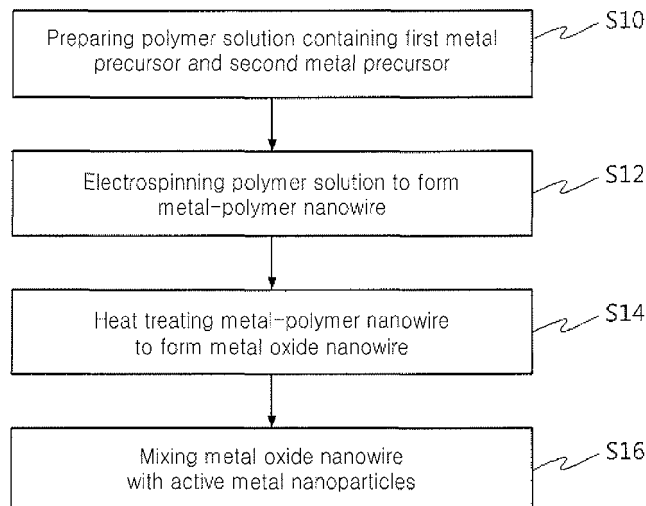 Preparing polymer solution containing first metal
precursor and second metal precursor
S10
Electrospinning polymer solution to form
metal-polymer nanowire
S12
Heat treating metal-polymer nanowire
to form metal oxide nanowire
S14
Mixing metal oxide nanowire
with active metal nanoparticles
S16